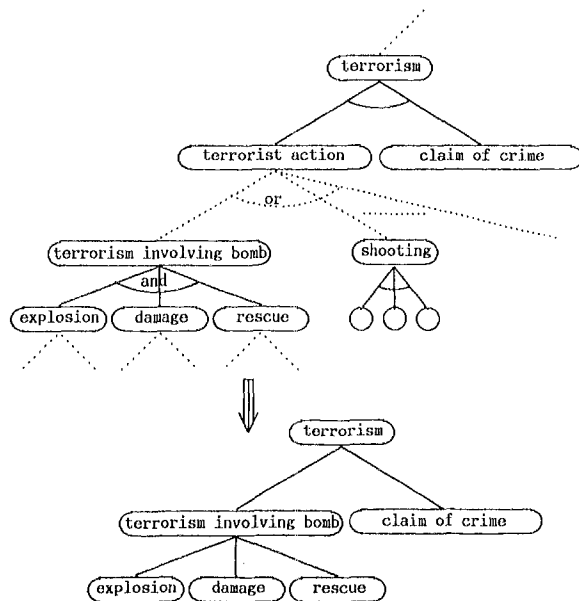 terrorism
terrorist action
claim of crime
or
terrorism involving bomb
shooting
and
explosion
damage
rescue
terrorism
terrorism involving bomb
claim of crime
explosion
damage
rescue